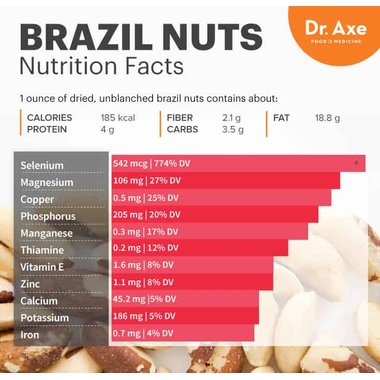 BRAZIL NUTS
Nutrition Facts
Dr. Axe
FOOD IS MEDICINE
1 ounce of dried, unblanched brazil nuts contains about:
CALORIES 185 kcal
PROTEIN 4 g
FIBER 2.1 g
CARBS 3.5 g
FAT 18.8 g
Selenium 542 mcg | 774% DV +
Magnesium 106 mg | 27% DV
Copper 0.5 mg | 25% DV
Phosphorus 205 mg | 20% DV
Manganese 0.3 mg | 17% DV
Thiamine 0.2 mg | 12% DV
Vitamin E 1.6 mg | 8% DV
Zinc 1.1 mg | 8% DV
Calcium 45.2 mg |5% DV
Potassium 186 mg | 5% DV
Iron 0.7 mg | 4% DV